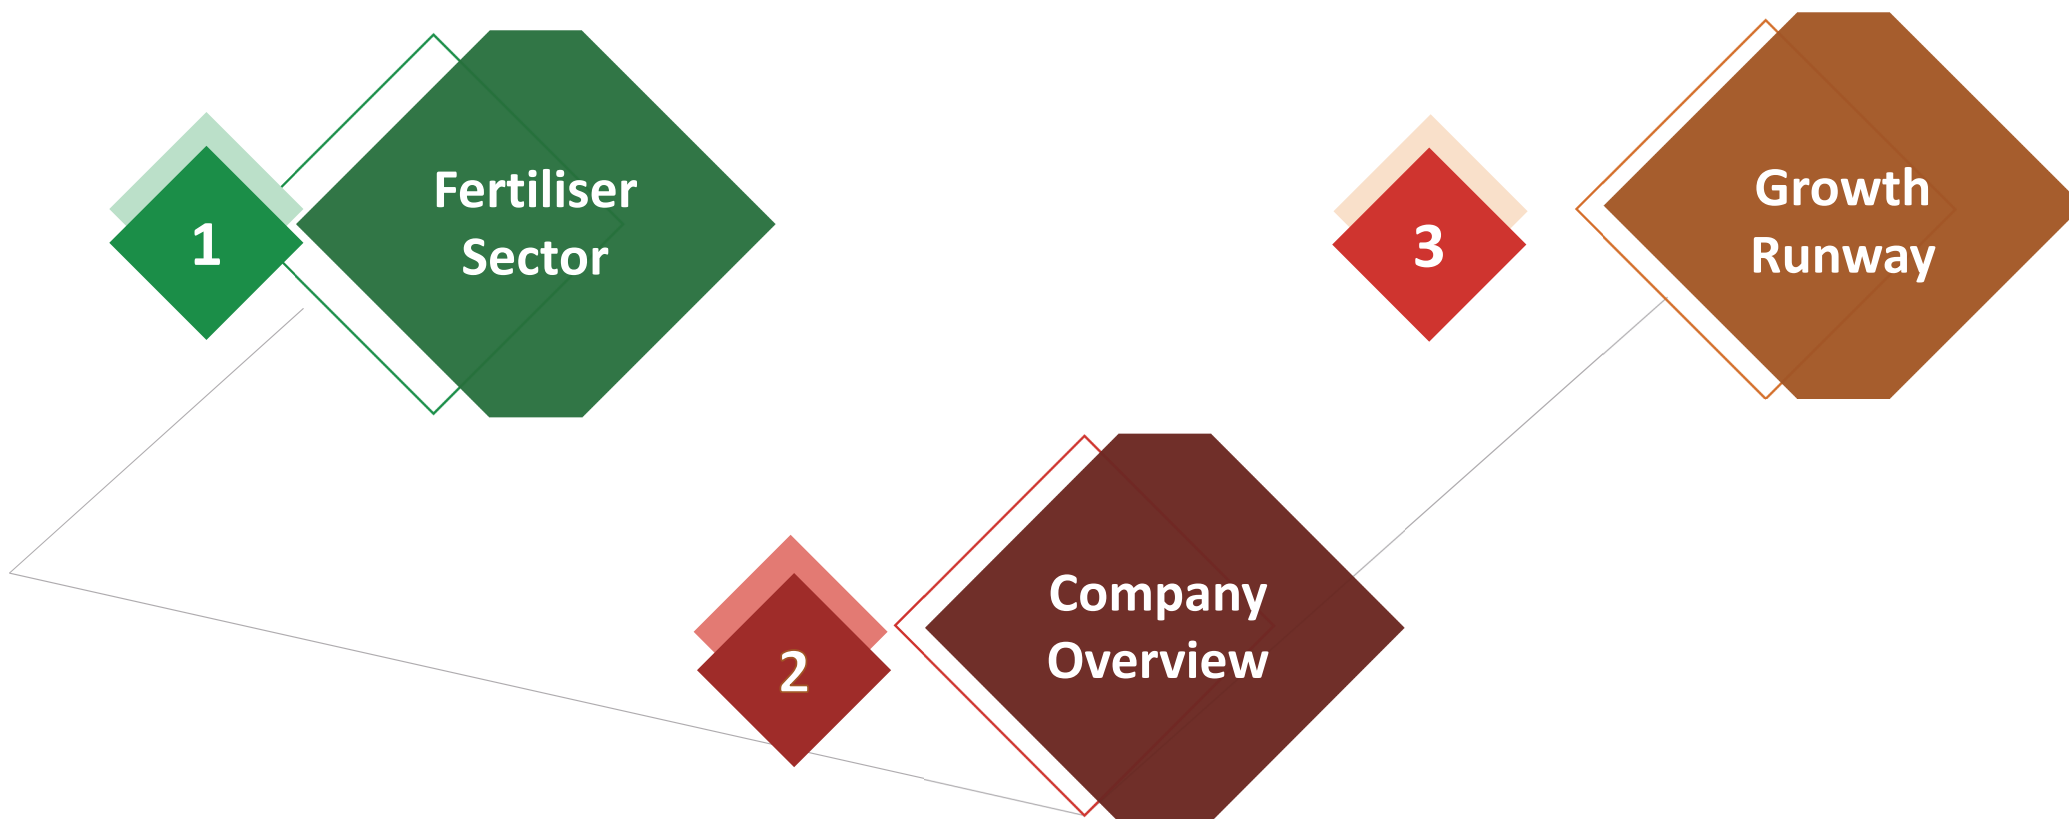 1
Fertiliser
Sector
2
Company
Overview
3
Growth
Runway